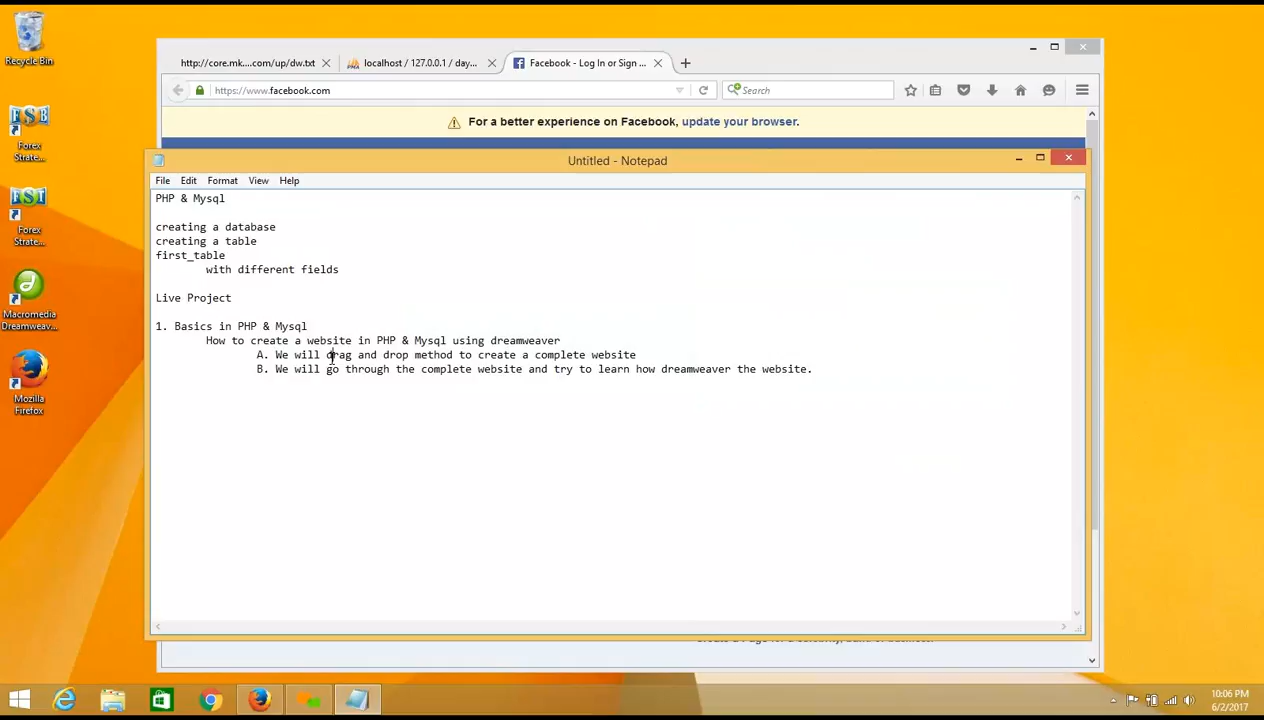 Recycle Bin
http://core.mk....com/up/dw.txt
localhost / 127.0.0.1 / day...
Facebook - Log In or Sign ...
https://www.facebook.com
Search
For a better experience on Facebook, update your browser.
Untitled - Notepad
File Edit Format View Help
PHP & Mysql
creating a database
creating a table
first_table
with different fields
Live Project
1. Basics in PHP & Mysql
How to create a website in PHP & Mysql using dreamweaver
A. We will drag and drop method to create a complete website
B. We will go through the complete website and try to learn how dreamweaver the website.
FSB
Forex
Strate...
FST
Forex
Strate...
Macromedia
Dreamweav...
Mozilla
Firefox
10:06 PM
6/2/2017